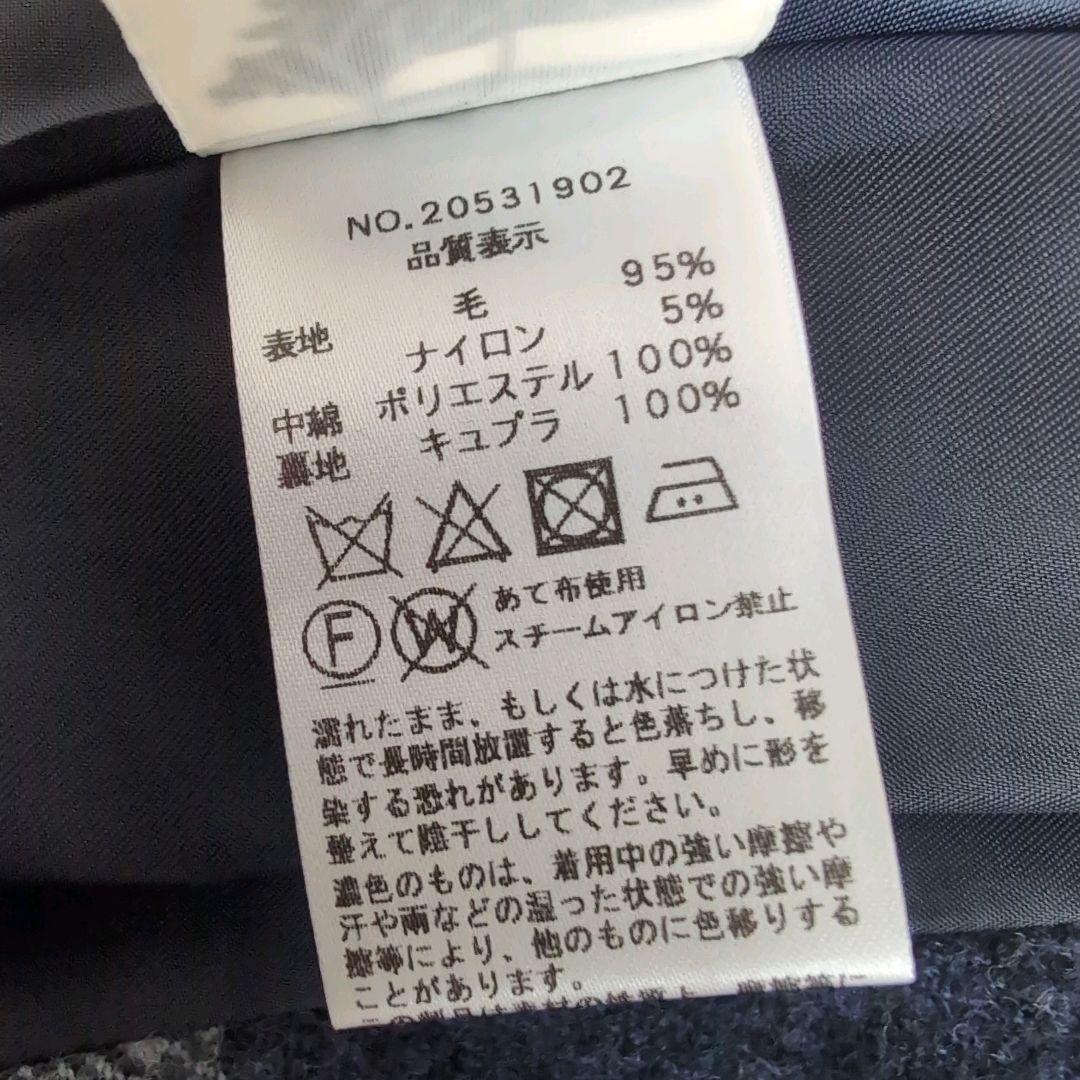 NO.20531902
品質表示
表地 毛 95%
ナイロン 5%
中綿 ポリエステル 100%
裏地 キュプラ 100%
F W あて布使用
スチームアイロン禁止
濡れたまま、もしくは水につけた状
態で長時間放置すると色落ちし、移
染する恐れがあります。早めに形を
整えて陰干ししてください。
濃色のものは、着用中の強い摩擦や
汗や雨などの湿った状態での強い摩
擦等により、他のものに色移りする
ことがあります。